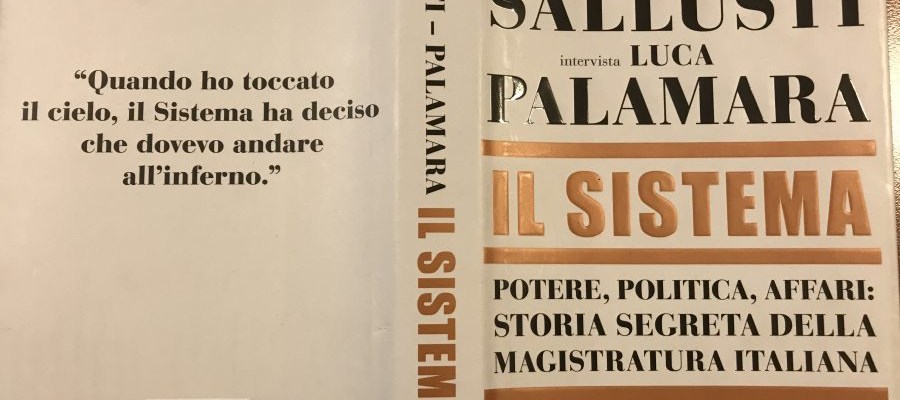 “Quando ho toccato
il cielo, il Sistema ha deciso
che dovevo andare
all’inferno.”
TI – PALAMARA IL SISTEM
SALLUSTI
intervista LUCA
PALAMARA
IL SISTEMA
POTERE, POLITICA, AFFARI:
STORIA SEGRETA DELLA
MAGISTRATURA ITALIANA